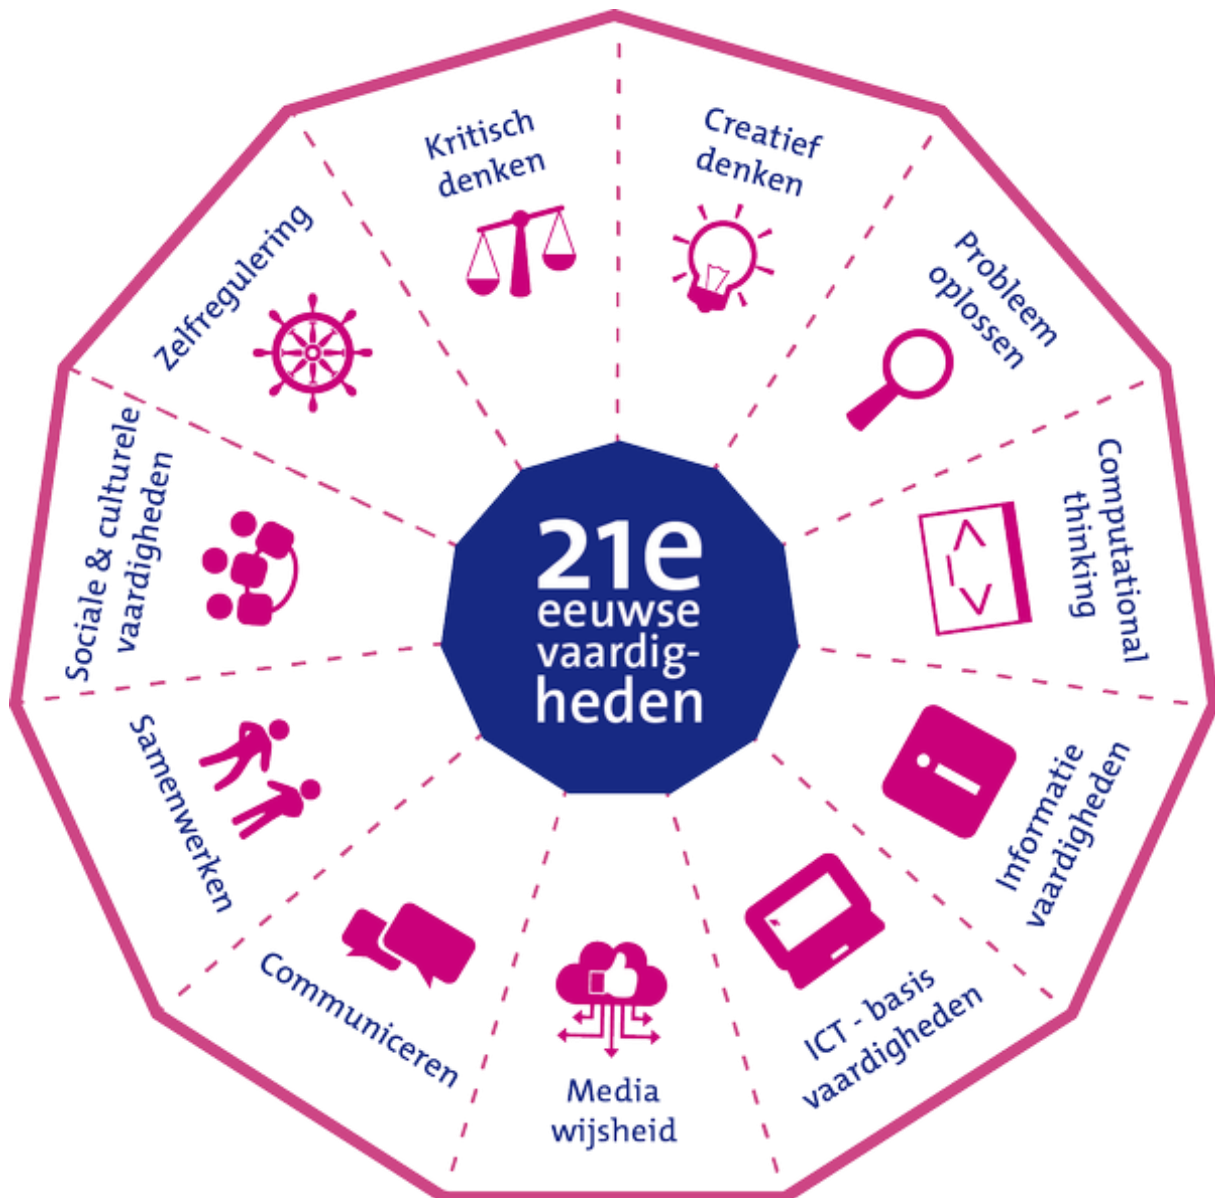 Kritisch
denken
Creatief
denken
Probleem
oplossen
Computational
thinking
Informatie
vaardigheden
ICT - basis
vaardigheden
Media
wijsheid
Communiceren
Samenwerken
Sociale & culturele
vaardigheden
Zelfregulering
21e
eeuwse
vaardig-
heden